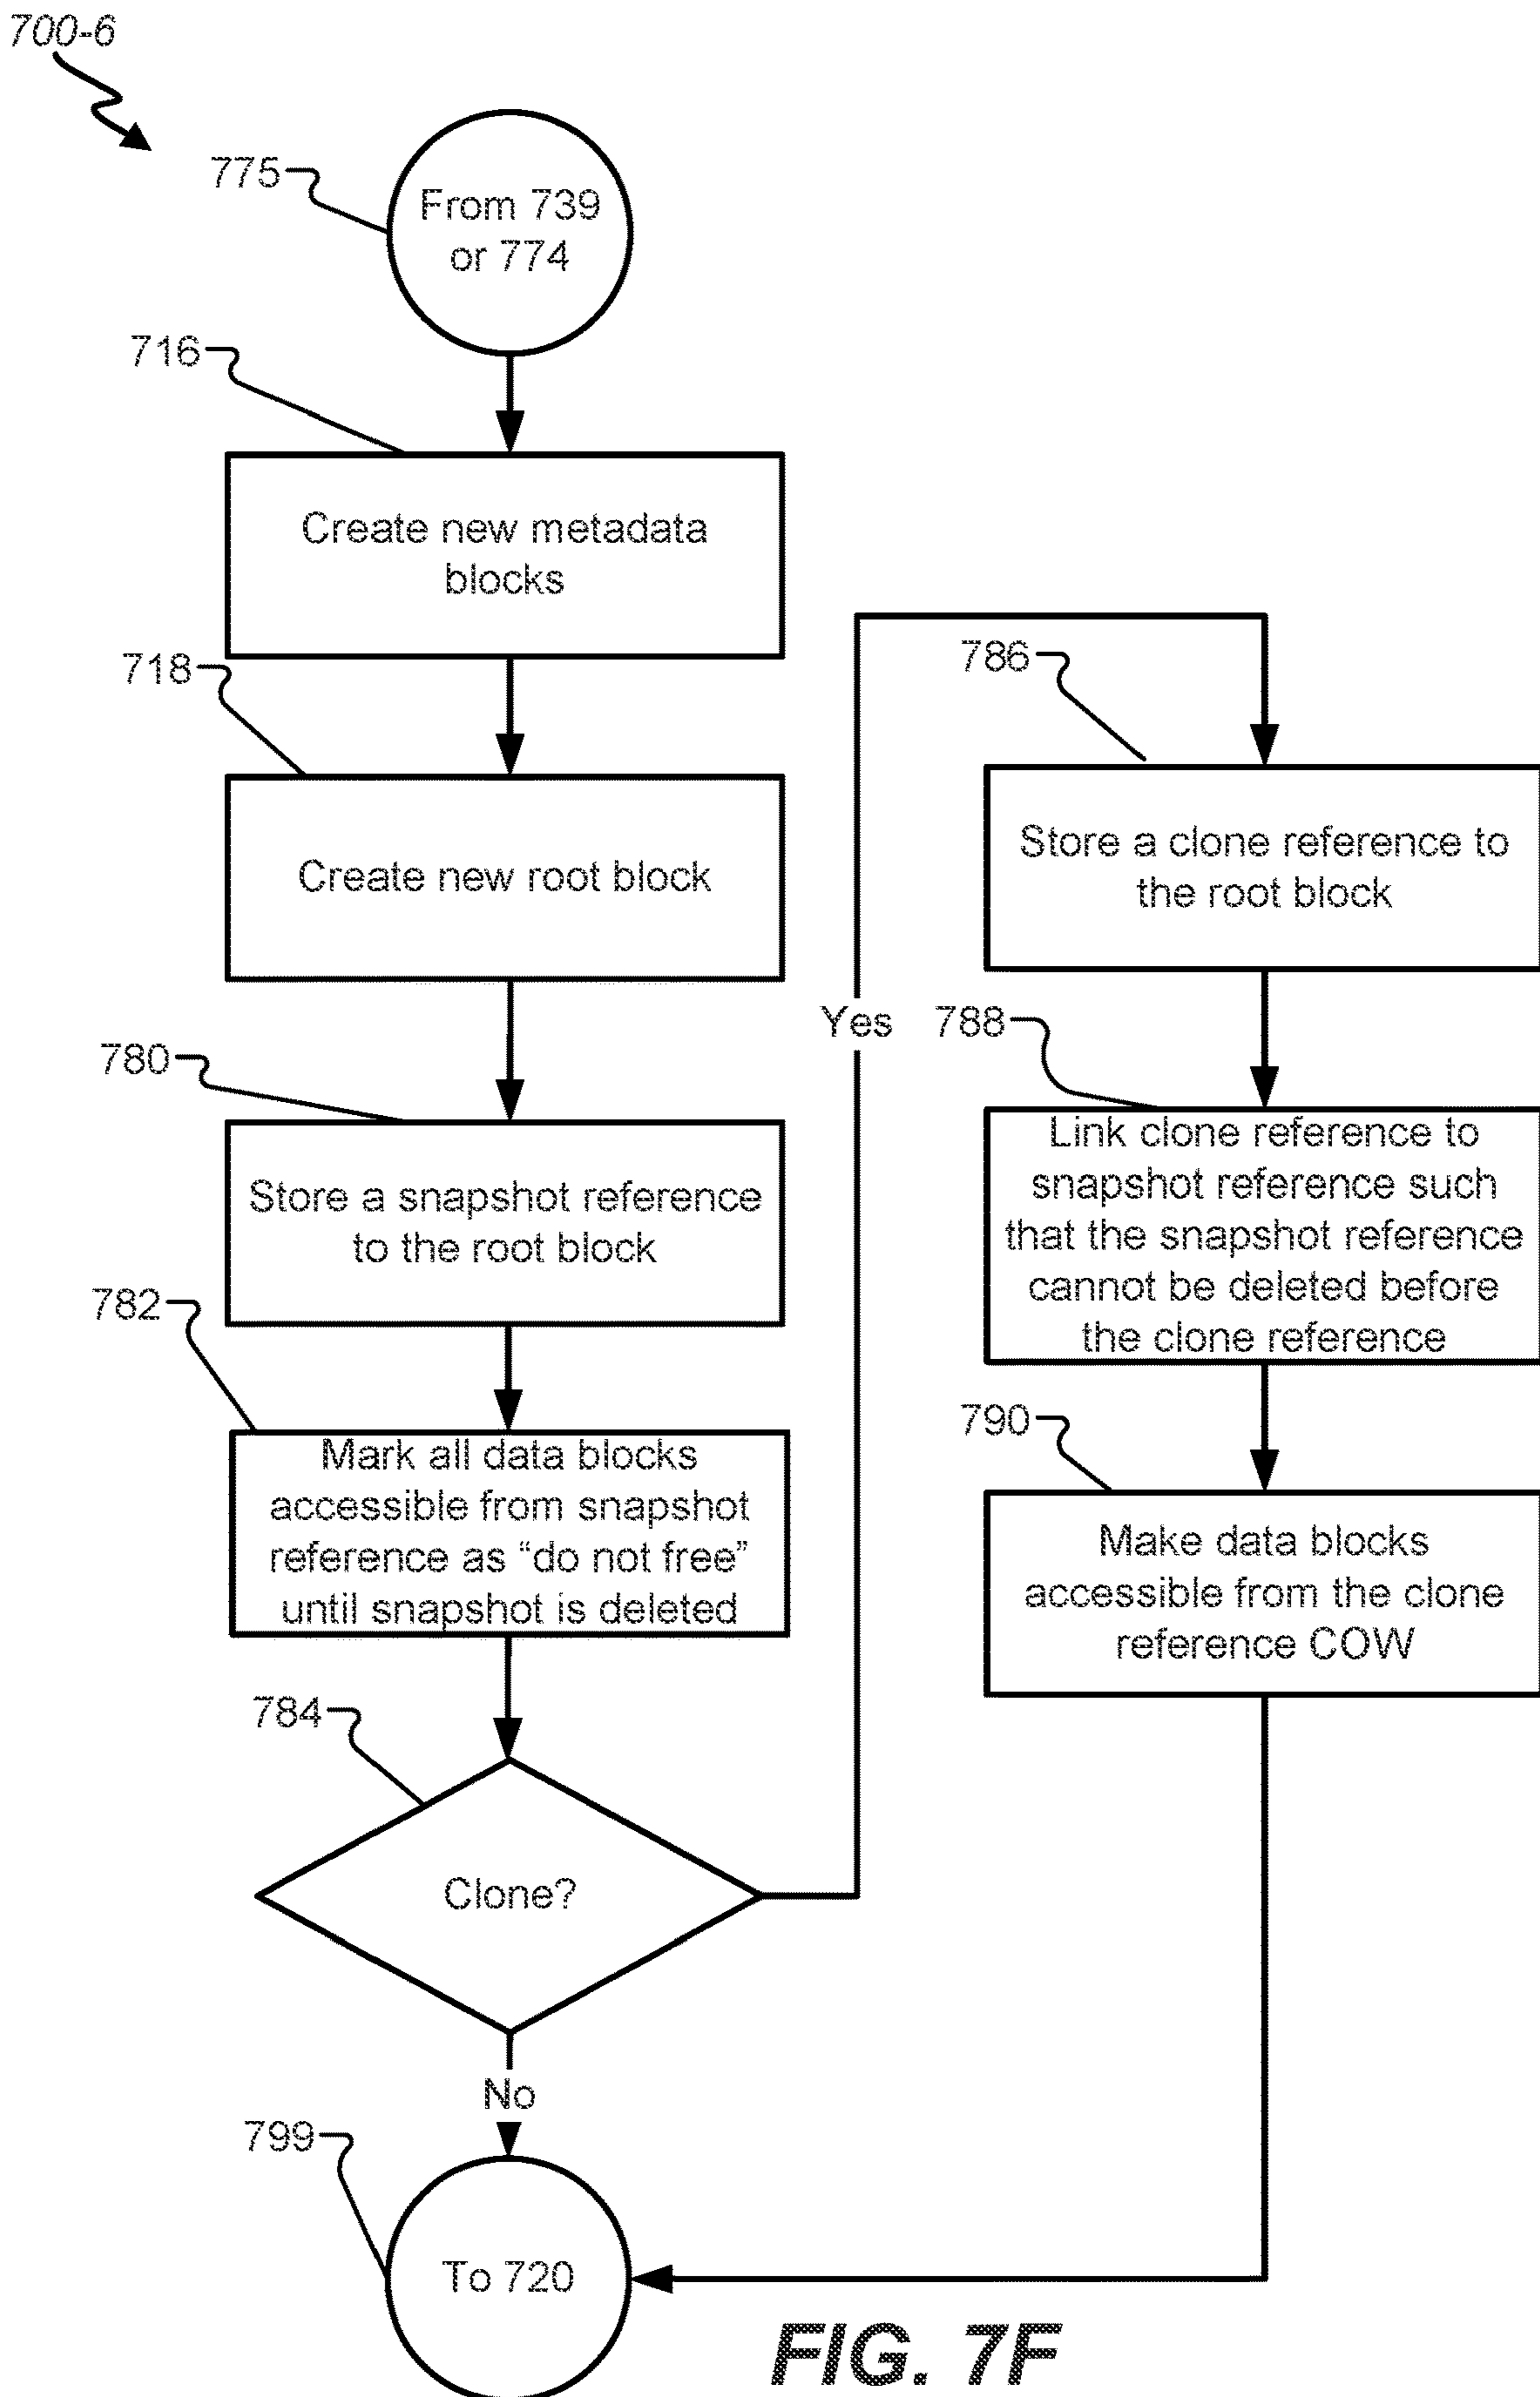 700-6
775
From 739
or 774
716
Create new metadata
blocks
718
Create new root block
780
Store a snapshot reference
to the root block
782
Mark all data blocks
accessible from snapshot
reference as “do not free”
until snapshot is deleted
784
Clone?
Yes
No
786
Store a clone reference to
the root block
788
Link clone reference to
snapshot reference such
that the snapshot reference
cannot be deleted before
the clone reference
790
Make data blocks
accessible from the clone
reference COW
799
To 720
FIG. 7F